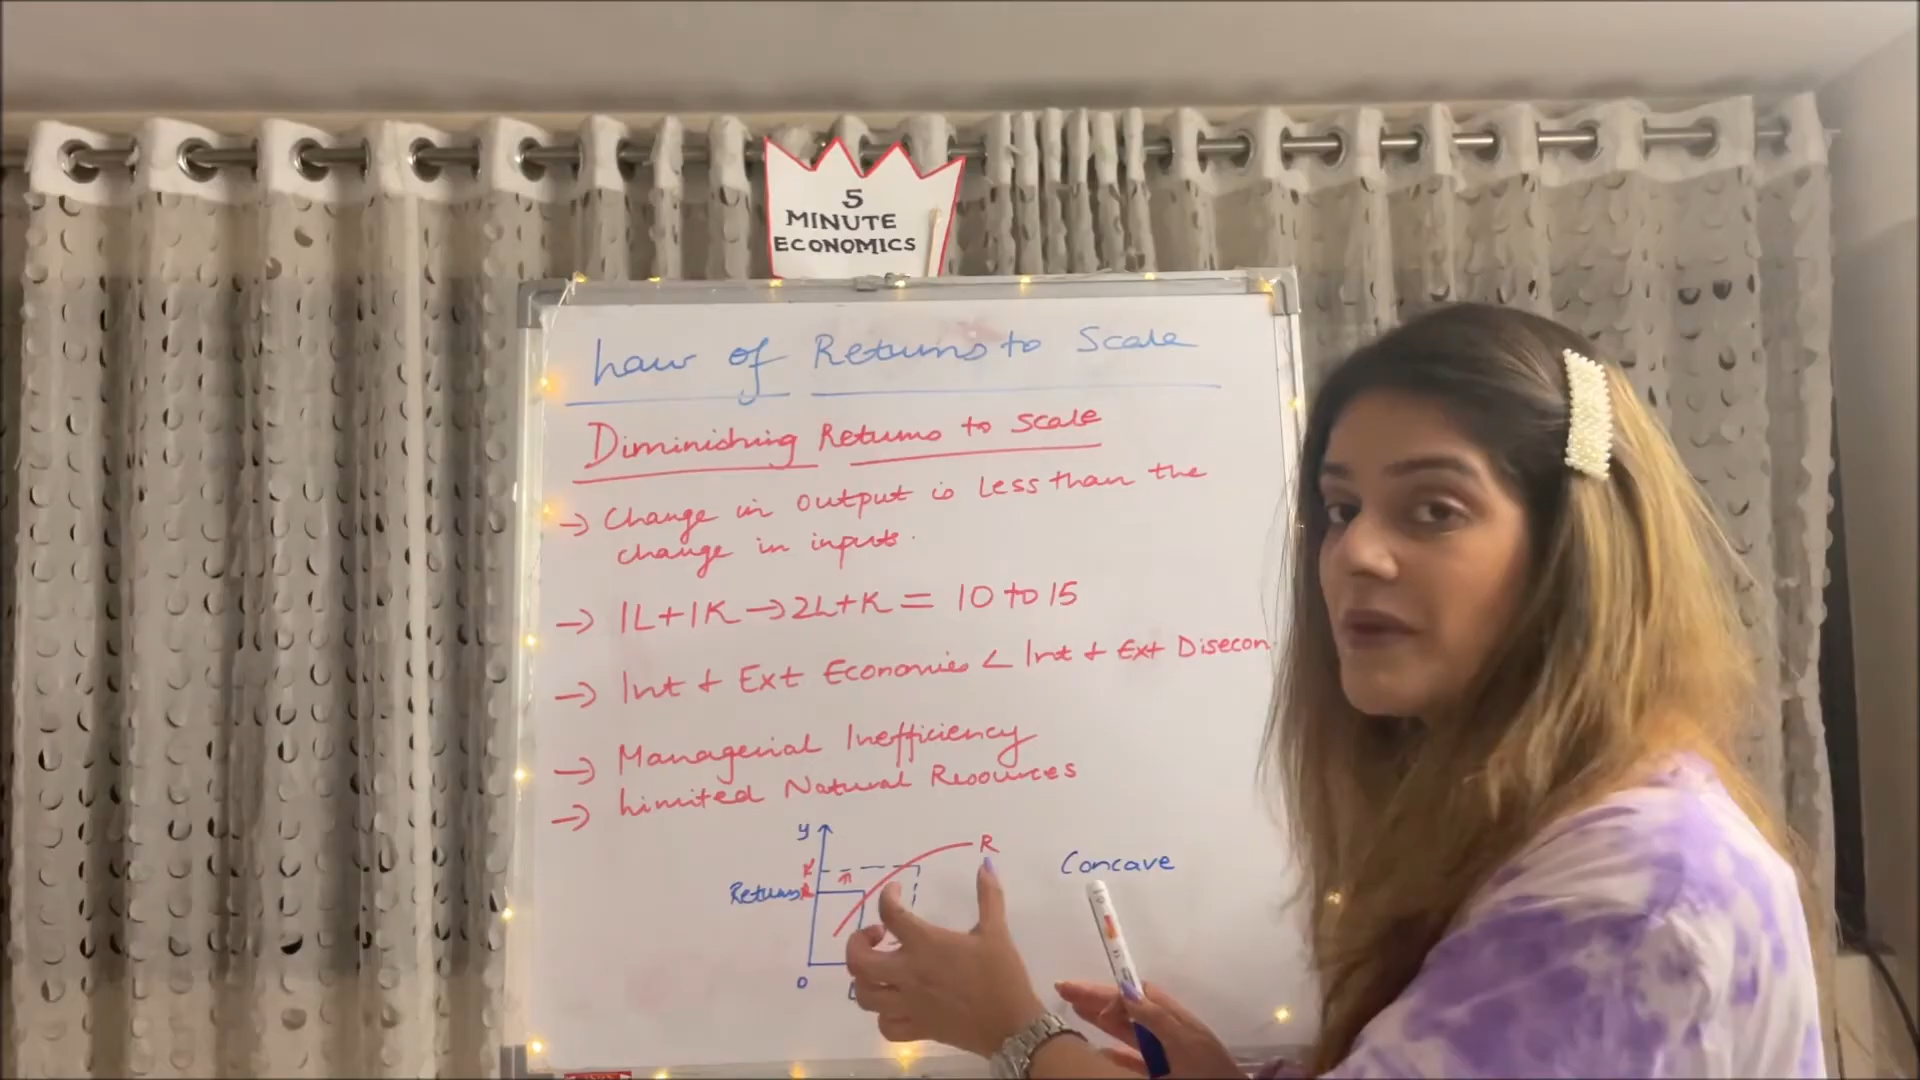 5
MINUTE
ECONOMICS
Law of Returns to Scale
Diminishing Returns to Scale
→ Change in output is less than the
change in inputs.
→ 1L+1K → 2L+K = 10 to 15
→ Int + Ext Economies < Int + Ext Disecon
→ Managerial Inefficiency
→ Limited Natural Resources
y
R
Concave
Returns
0